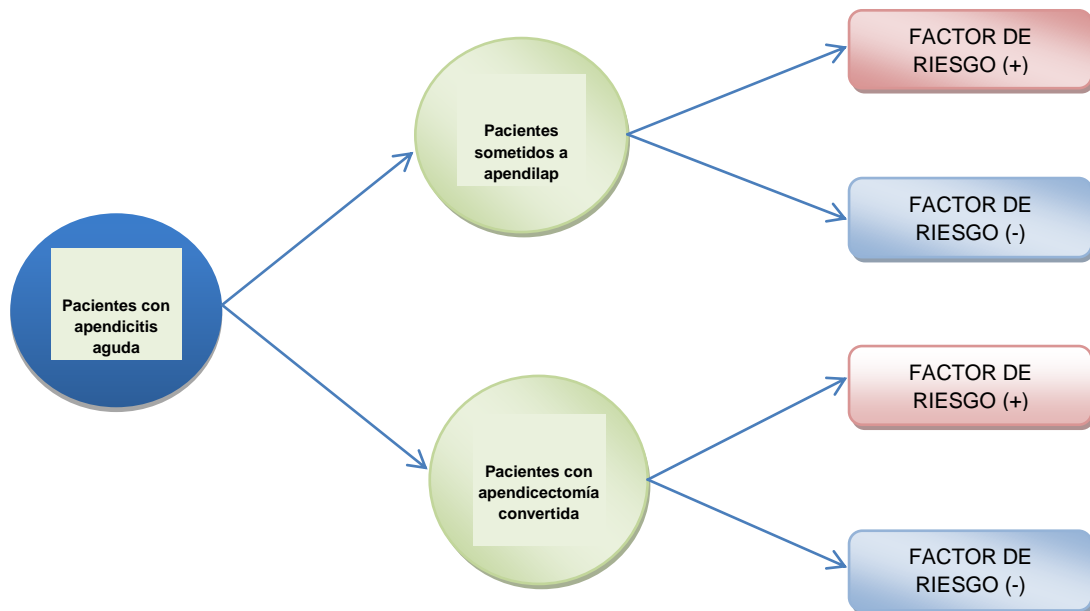 FACTOR DE
RIESGO (+)
Pacientes
sometidos a
apendilap
FACTOR DE
RIESGO (-)
Pacientes con
apendicitis
aguda
FACTOR DE
RIESGO (+)
Pacientes con
apendicectomía
convertida
FACTOR DE
RIESGO (-)